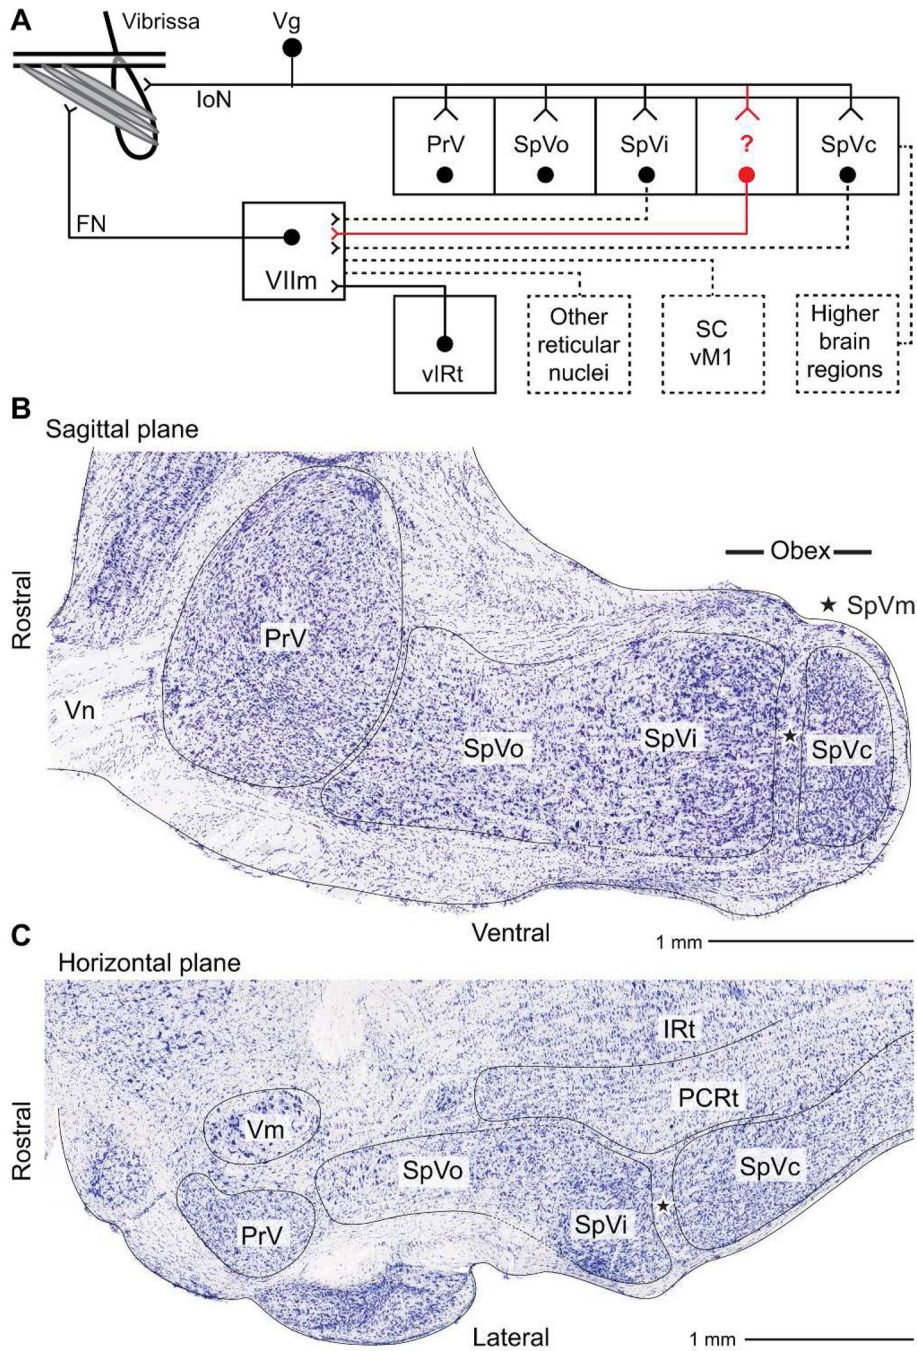 A
Vibrissa
Vg
IoN
PrV
SpVo
SpVi
?
SpVc
FN
VIIm
vIRt
Other
reticular
nuclei
SC
vM1
Higher
brain
regions
B
Sagittal plane
Obex
★ SpVm
Rostral
PrV
Vn
SpVo
SpVi
★
SpVc
Ventral
1 mm
C
Horizontal plane
IRt
PCRt
Rostral
Vm
SpVo
SpVc
★
PrV
SpVi
Lateral
1 mm